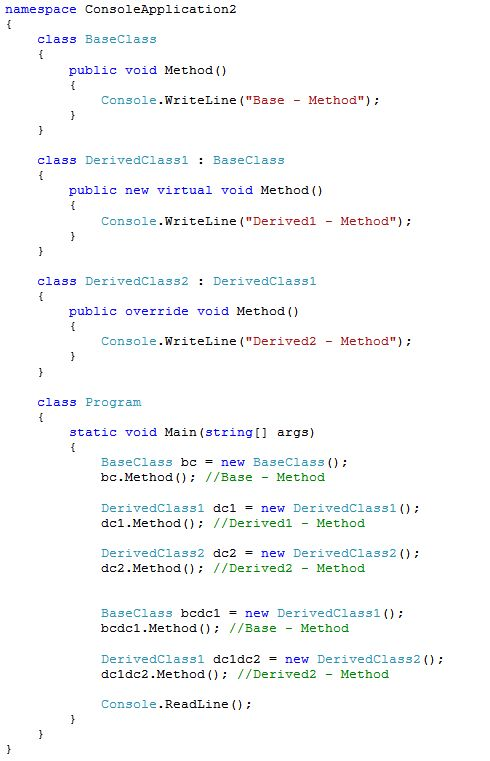 namespace ConsoleApplication2
{
    class BaseClass
    {
        public void Method()
        {
            Console.WriteLine("Base - Method");
        }
    }

    class DerivedClass1 : BaseClass
    {
        public new virtual void Method()
        {
            Console.WriteLine("Derived1 - Method");
        }
    }

    class DerivedClass2 : DerivedClass1
    {
        public override void Method()
        {
            Console.WriteLine("Derived2 - Method");
        }
    }

    class Program
    {
        static void Main(string[] args)
        {
            BaseClass bc = new BaseClass();
            bc.Method(); //Base - Method

            DerivedClass1 dc1 = new DerivedClass1();
            dc1.Method(); //Derived1 - Method

            DerivedClass2 dc2 = new DerivedClass2();
            dc2.Method(); //Derived2 - Method


            BaseClass bcdc1 = new DerivedClass1();
            bcdc1.Method(); //Base - Method

            DerivedClass1 dc1dc2 = new DerivedClass2();
            dc1dc2.Method(); //Derived2 - Method

            Console.ReadLine();
        }
    }
}